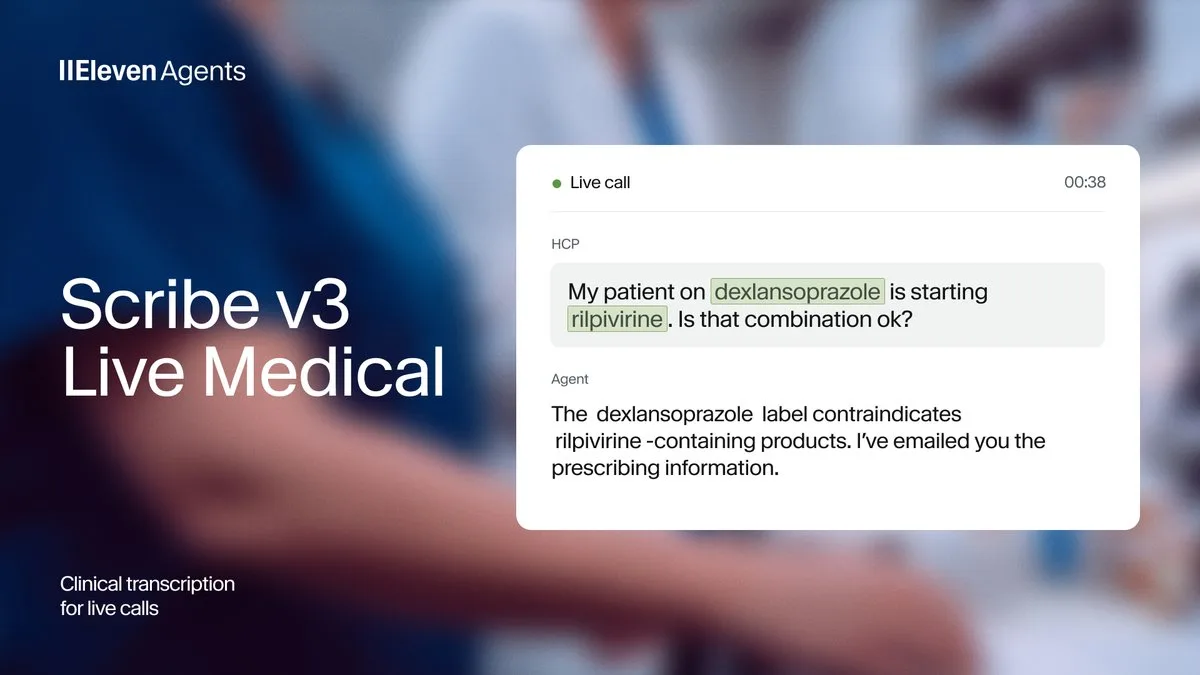 IIElevenAgents
Scribe v3
Live Medical
Clinical transcription
for live calls
Live call
00:38
HCP
My patient on dexlansoprazole is starting
rilpivirine. Is that combination ok?
Agent
The dexlansoprazole label contraindicates
rilpivirine -containing products. I've emailed you the
prescribing information.